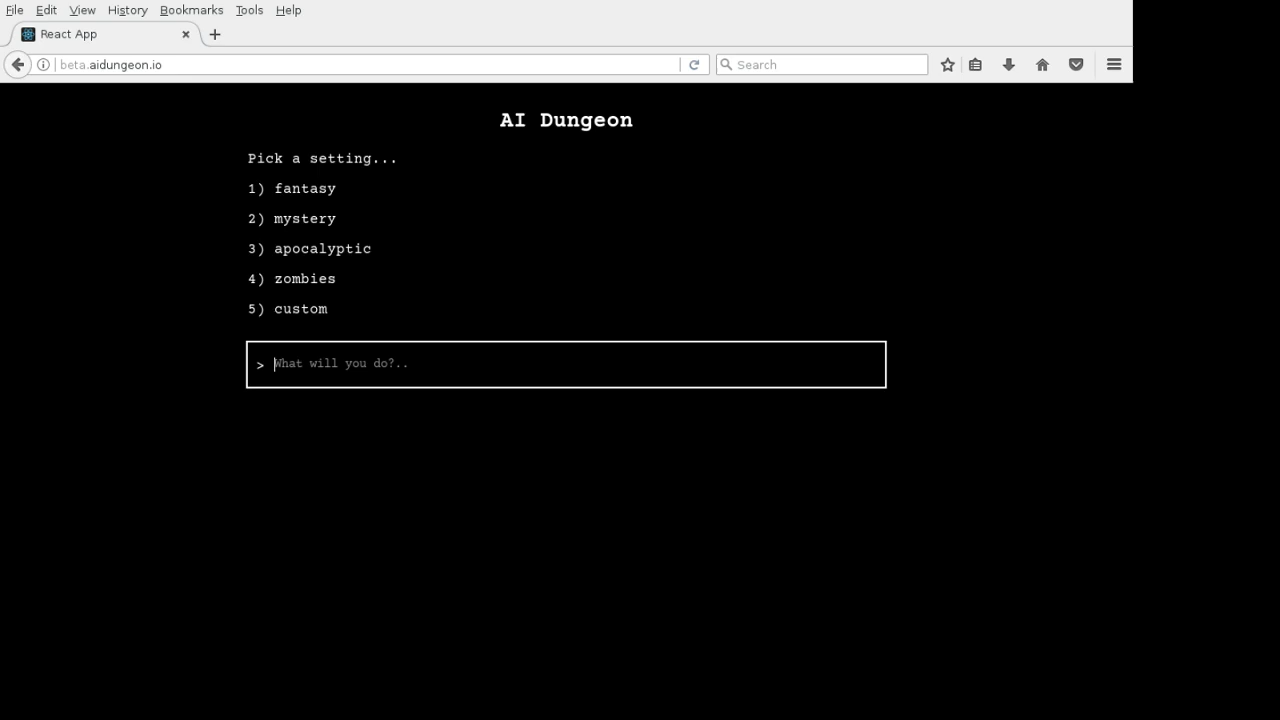 File Edit View History Bookmarks Tools Help
React App
beta.aidungeon.io
Search
AI Dungeon
Pick a setting...
1) fantasy
2) mystery
3) apocalyptic
4) zombies
5) custom
> What will you do?..